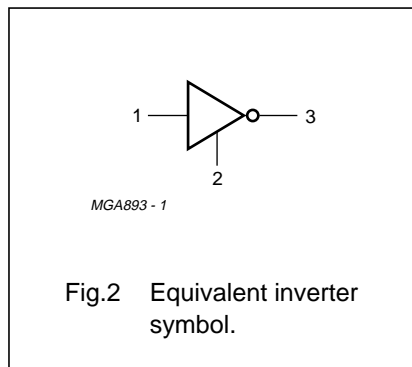 1
3
2
MGA893 - 1
Fig.2 Equivalent inverter
symbol.